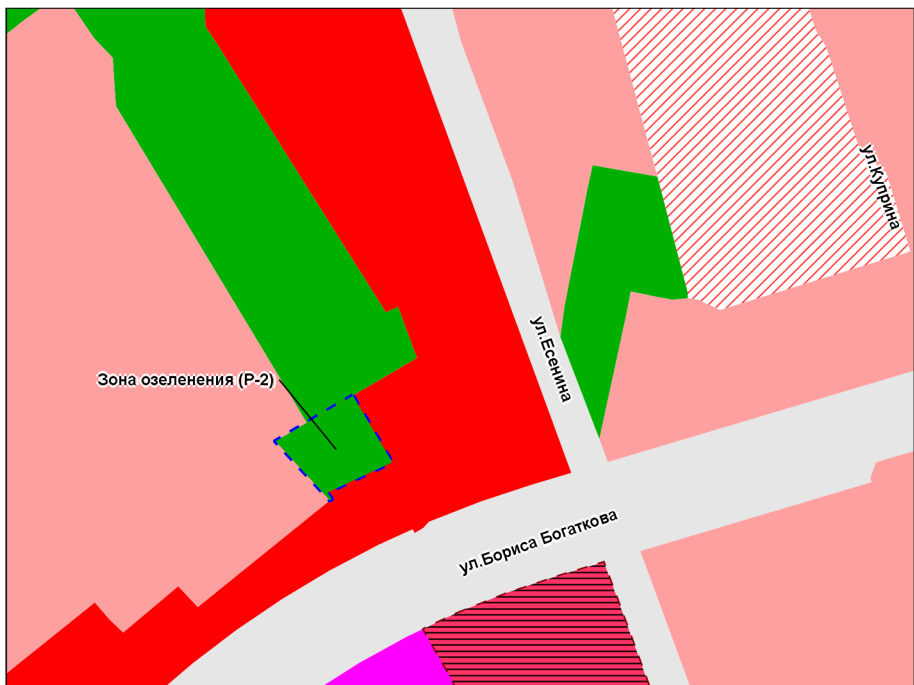 ул.Куприна
ул.Есенина
Зона озеленения (Р-2)
ул.Бориса Богаткова